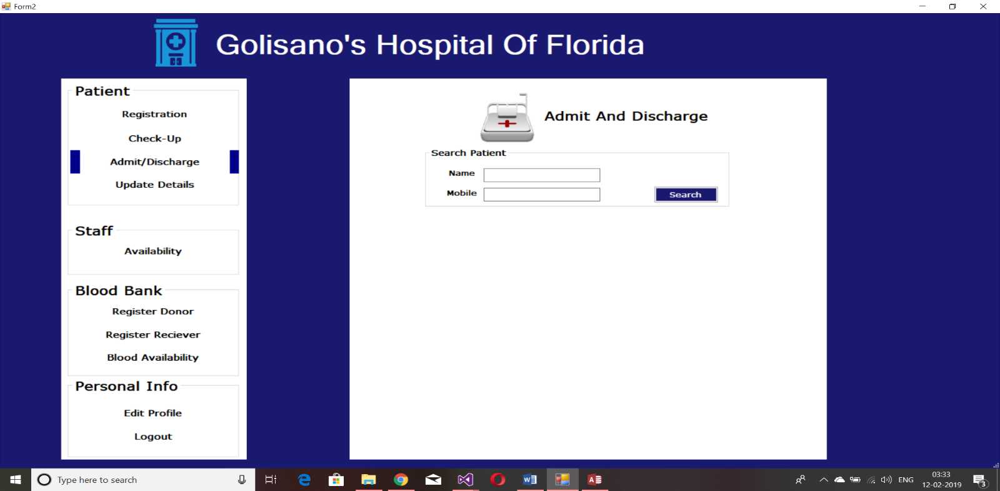 Form2
Golisano's Hospital Of Florida
Patient
Registration
Check-Up
Admit/Discharge
Update Details
Staff
Availability
Blood Bank
Register Donor
Register Reciever
Blood Availability
Personal Info
Edit Profile
Logout
Admit And Discharge
Search Patient
Name
Mobile
Search
Type here to search
ENG
03:33
12-02-2019
3